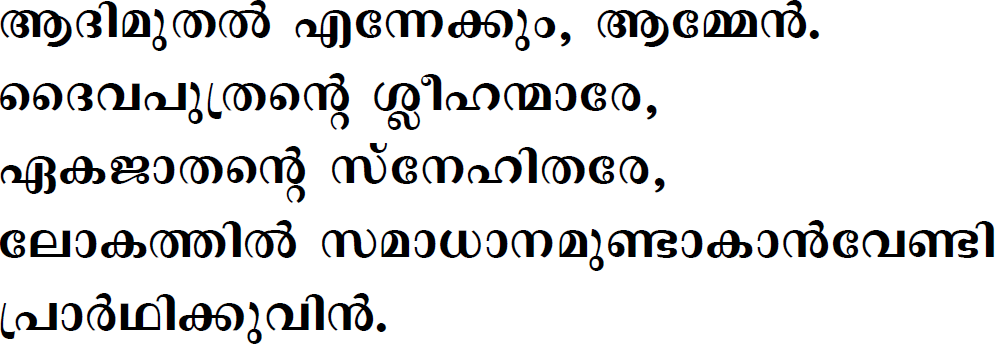 ആദിമുതൽ എന്നേക്കും, ആമ്മേൻ.
ദൈവപുത്രന്റെ ശ്ലീഹന്മാരേ,
ഏകജാതന്റെ സ്നേഹിതരേ,
ലോകത്തിൽ സമാധാനമുണ്ടാകാൻവേണ്ടി
പ്രാർഥിക്കുവിൻ.